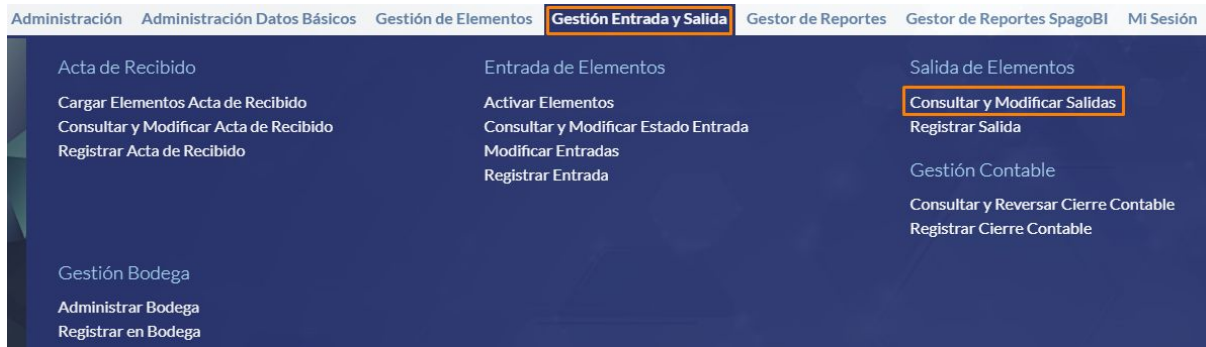 Administración Administración Datos Básicos Gestión de Elementos Gestión Entrada y Salida Gestor de Reportes Gestor de Reportes SpagoBI Mi Sesión
Acta de Recibido
Cargar Elementos Acta de Recibido
Consultar y Modificar Acta de Recibido
Registrar Acta de Recibido
Entrada de Elementos
Activar Elementos
Consultar y Modificar Estado Entrada
Modificar Entradas
Registrar Entrada
Salida de Elementos
Consultar y Modificar Salidas
Registrar Salida
Gestión Contable
Consultar y Reversar Cierre Contable
Registrar Cierre Contable
Gestión Bodega
Administrar Bodega
Registrar en Bodega